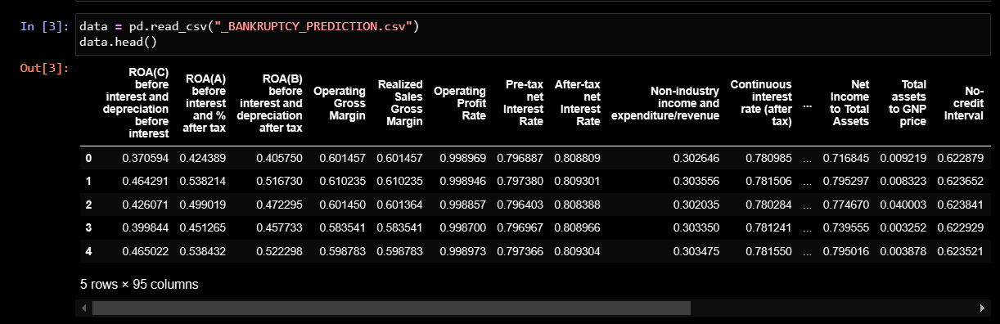 In [3]: data = pd.read_csv("_BANKRUPTCY_PREDICTION.csv")
data.head()
Out[3]:
ROA(C) before interest and depreciation before interest ROA(A) before interest and % after tax ROA(B) before interest and depreciation after tax Operating Gross Margin Realized Sales Gross Margin Operating Profit Rate Pre-tax net Interest Rate After-tax net Interest Rate Non-industry income and expenditure/revenue Continuous interest rate (after tax) ... Net Income to Total Assets Total assets to GNP price No-credit Interval
0 0.370594 0.424389 0.405750 0.601457 0.601457 0.998969 0.796887 0.808809 0.302646 0.780985 ... 0.716845 0.009219 0.622879
1 0.464291 0.538214 0.516730 0.610235 0.610235 0.998946 0.797380 0.809301 0.303556 0.781506 ... 0.795297 0.008323 0.623652
2 0.426071 0.499019 0.472295 0.601450 0.601364 0.998857 0.796403 0.808388 0.302035 0.780284 ... 0.774670 0.040003 0.623841
3 0.399844 0.451265 0.457733 0.583541 0.583541 0.998700 0.796967 0.808966 0.303350 0.781241 ... 0.739555 0.003252 0.622929
4 0.465022 0.538432 0.522298 0.598783 0.598783 0.998973 0.797366 0.809304 0.303475 0.781550 ... 0.795016 0.003878 0.623521
5 rows × 95 columns